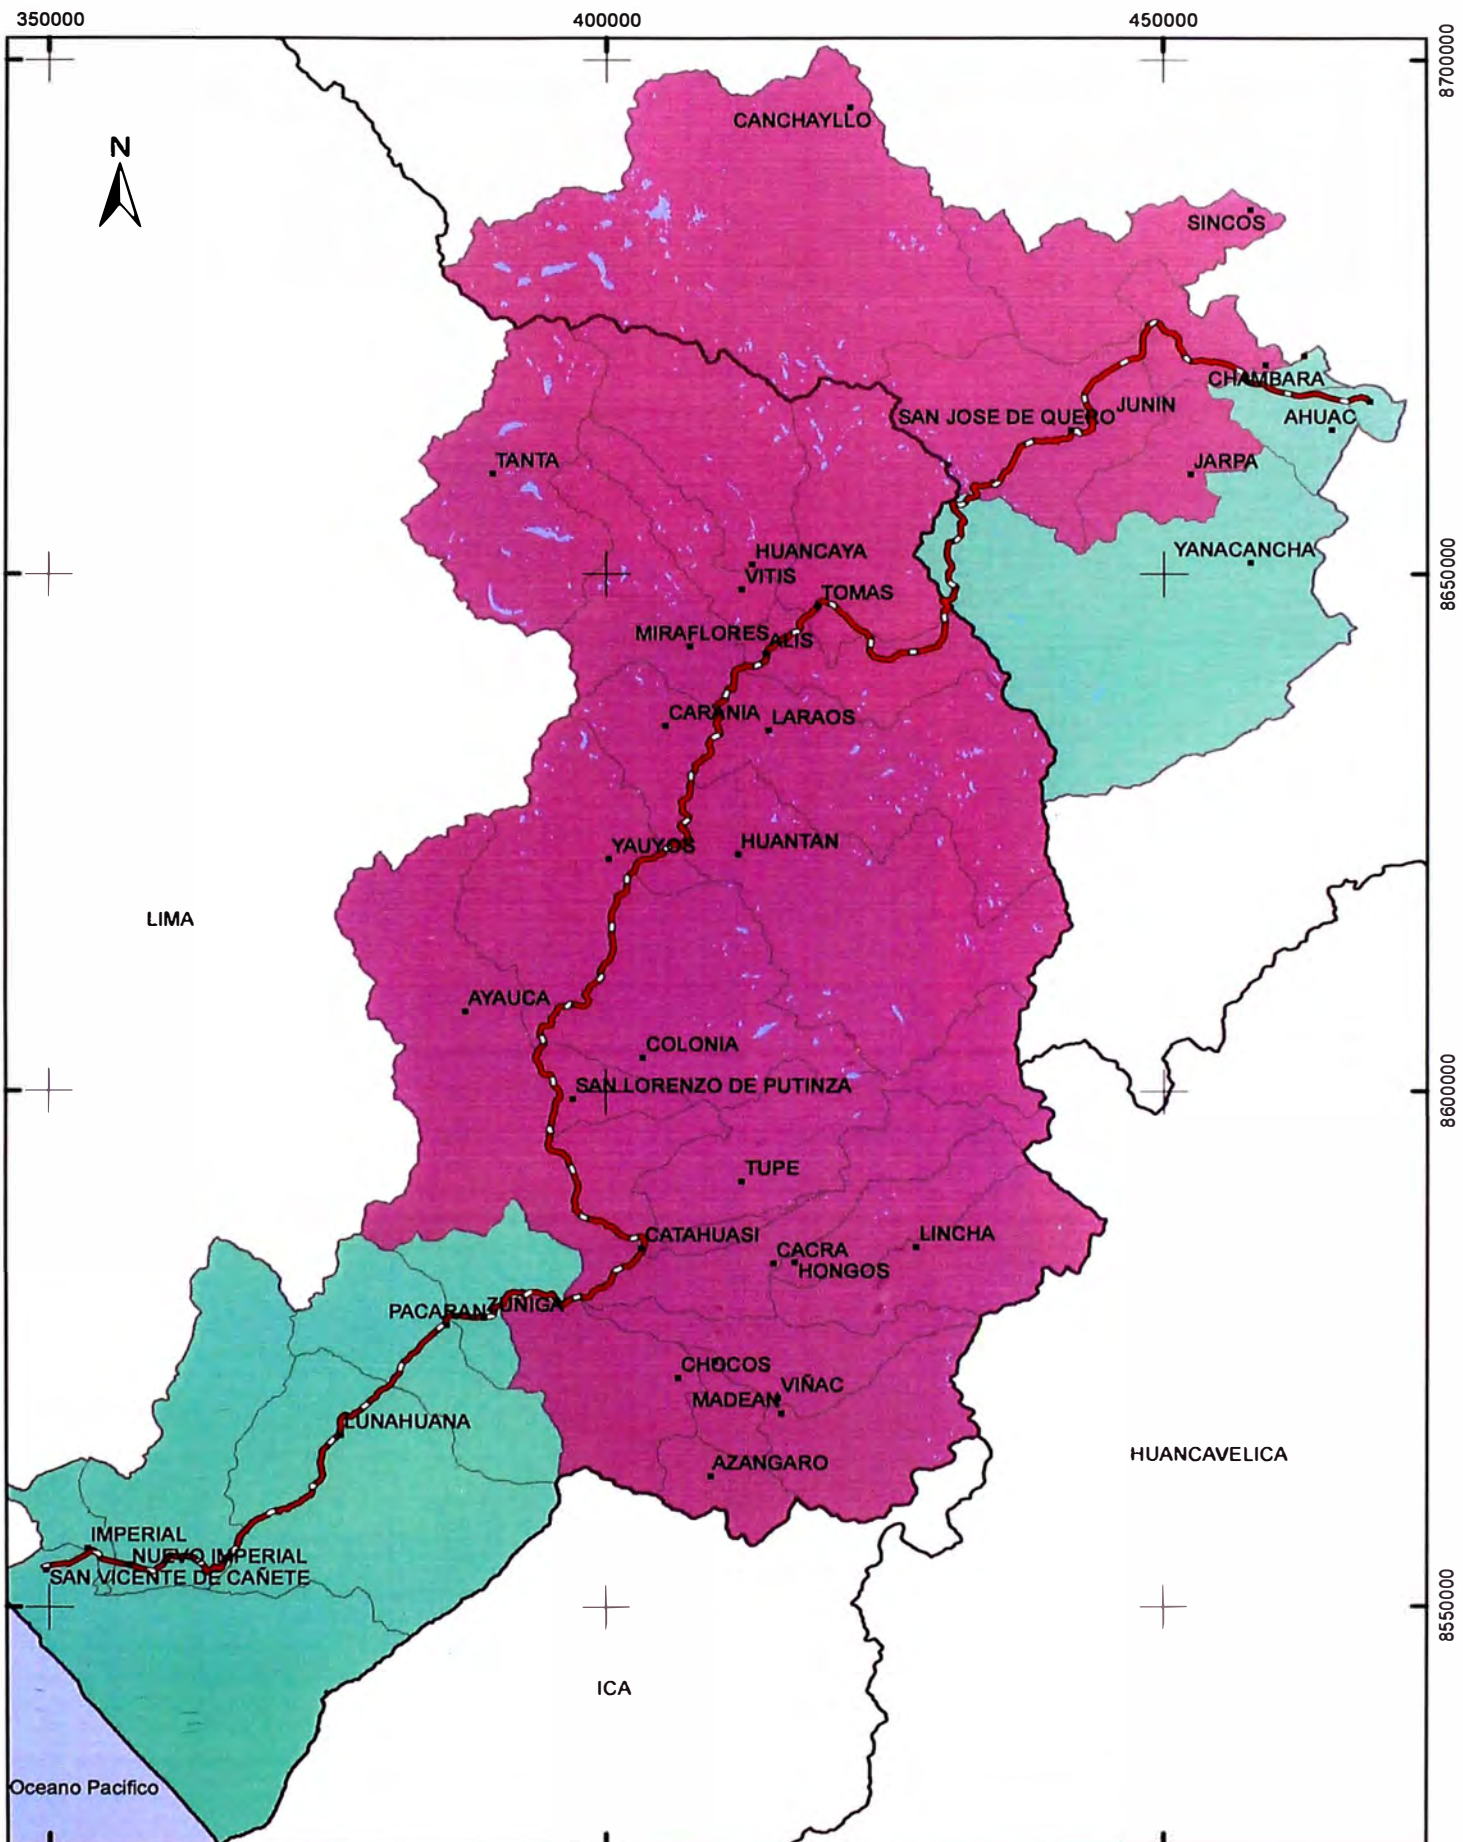 350000 400000 450000
8700000
N
CANCHAYLLO
SINCOS
CHAMBARA
JUNIN
SAN JOSE DE QUERO
AHUAC
TANTA
JARPA
YANACANCHA
HUANCAYA
VITIS
8650000
TOMAS
MIRAFLORES
ALIS
CARANIA
LARAOS
YAUYOS
HUANTAN
LIMA
AYAUCA
COLONIA
SAN LORENZO DE PUTINZA
8600000
TUPE
CATAHUASI
LINCHA
CACRA
HONGOS
PACARAN
ZUÑIGA
CHOCOS
VIÑAC
MADEAN
LUNAHUANA
HUANCAVELICA
AZANGARO
IMPERIAL
NUEVO IMPERIAL
SAN VICENTE DE CAÑETE
8550000
ICA
Oceano Pacifico